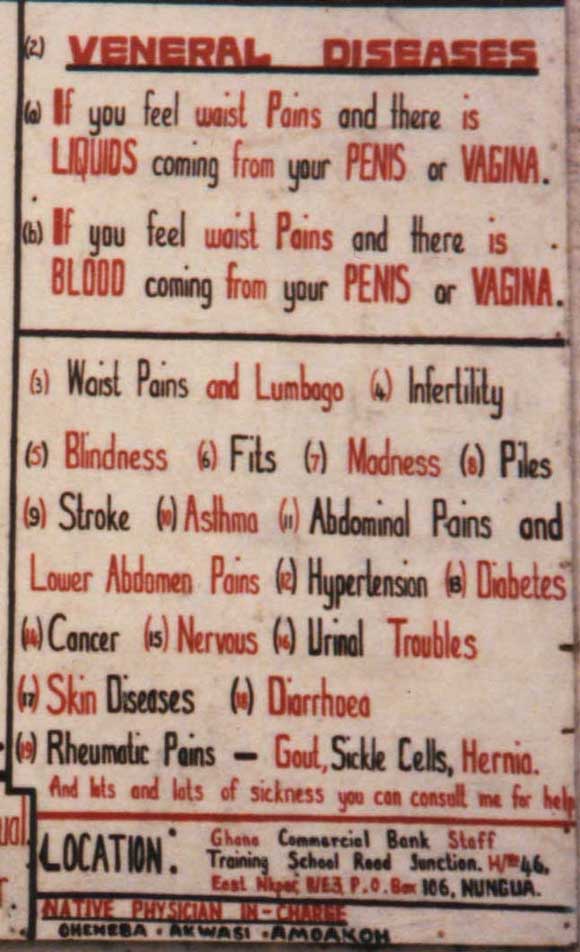 (2) VENERAL DISEASES
(a) If you feel waist Pains and there is
LIQUIDS coming from your PENIS or VAGINA.
(b) If you feel waist Pains and there is
BLOOD coming from your PENIS or VAGINA.
(3) Waist Pains and Lumbago (4) Infertility
(5) Blindness (6) Fits (7) Madness (8) Piles
(9) Stroke (10) Asthma (11) Abdominal Pains and
Lower Abdomen Pains (12) Hypertension (13) Diabetes
(14) Cancer (15) Nervous (16) Urinal Troubles
(17) Skin Diseases (18) Diarrhoea
(19) Rheumatic Pains – Gout, Sickle Cells, Hernia.
And lots and lots of sickness you can consult me for help
LOCATION: Ghana Commercial Bank Staff
Training School Road Junction. H/No 46,
East Nkpor, P.O. Box 106, NUNGUA.
NATIVE PHYSICIAN IN-CHARGE
OHENEBA • AKWASI • AMOAKOH